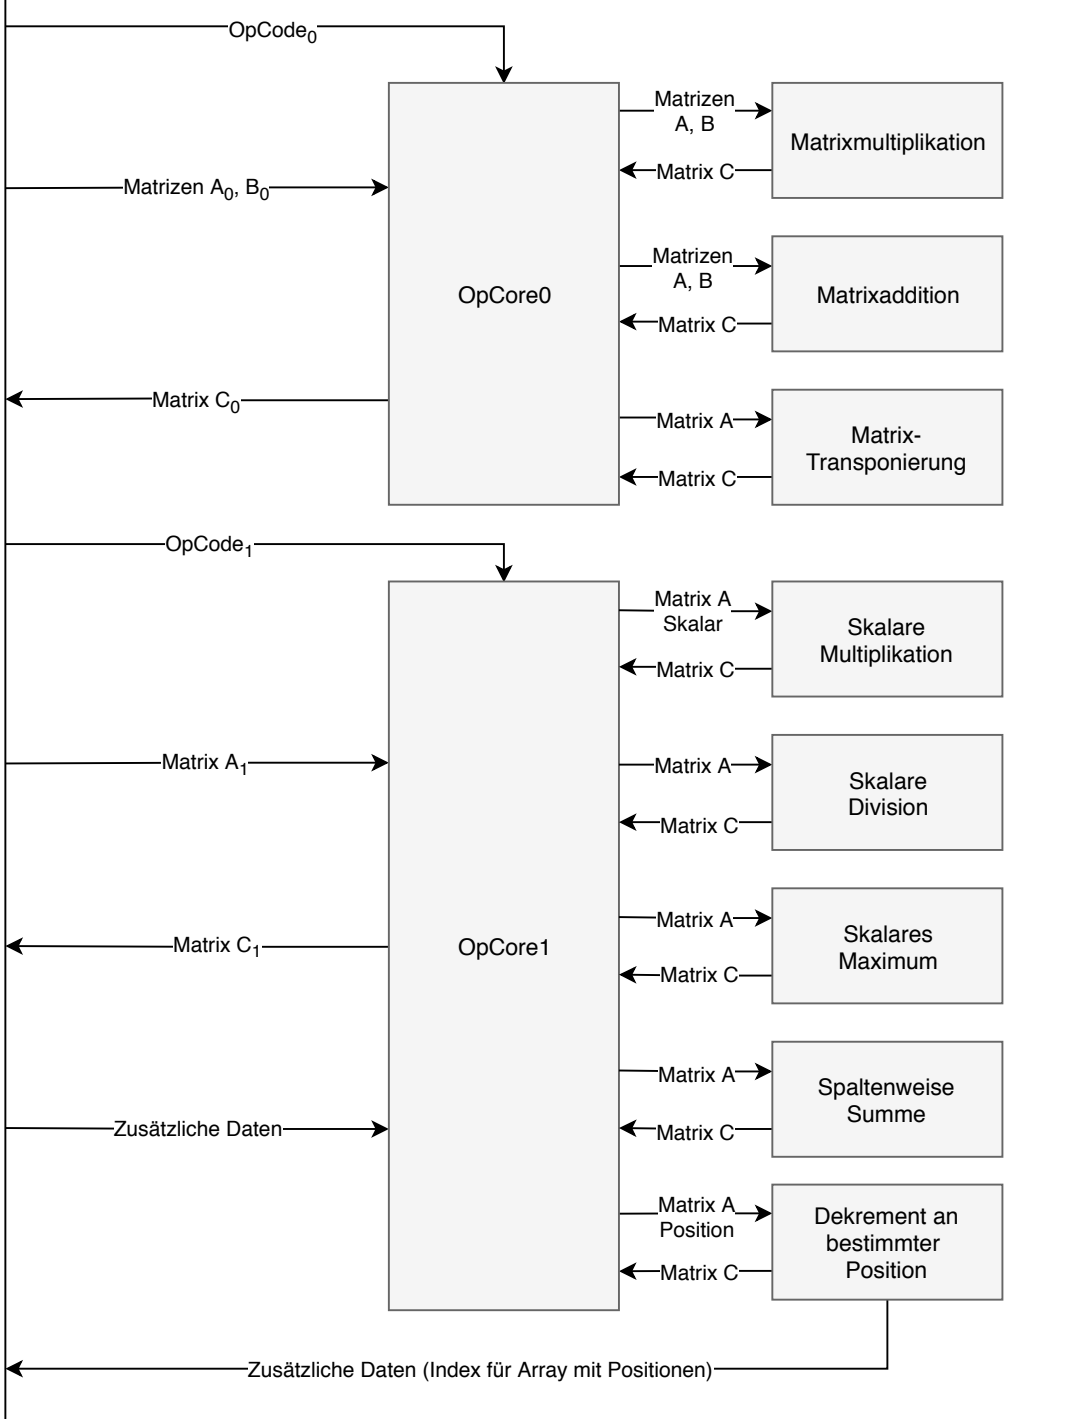 OpCode0
Matrizen
A, B
Matrixmultiplikation
Matrix C
Matrizen A0, B0
Matrizen
A, B
OpCore0
Matrixaddition
Matrix C
Matrix C0
Matrix A
Matrix-
Transponierung
Matrix C
OpCode1
Matrix A
Skalar
Skalare
Multiplikation
Matrix C
Matrix A1
Matrix A
Skalare
Division
Matrix C
Matrix A
Skalares
Maximum
Matrix C1
OpCore1
Matrix C
Matrix A
Spaltenweise
Summe
Zusätzliche Daten
Matrix C
Matrix A
Position
Dekrement an
bestimmter
Position
Matrix C
Zusätzliche Daten (Index für Array mit Positionen)